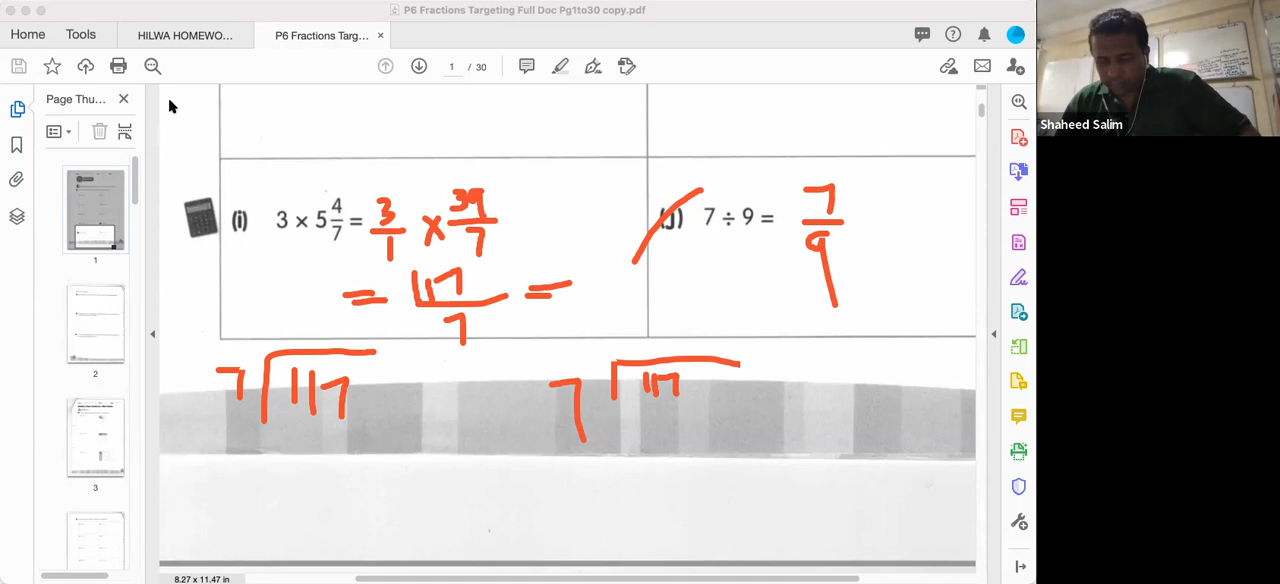 P6 Fractions Targeting Full Doc Pg1to30 copy.pdf
Home Tools HILWA HOMEWO... P6 Fractions Targ... ×
1 / 30
Page Thu... ×
1
2
3
(i) 3 × 5 4/7 = 3/1 × 39/7
= 117/7 =
(j) 7 ÷ 9 = 7/9
7 117
7 117
8.27 x 11.47 in
Shaheed Salim